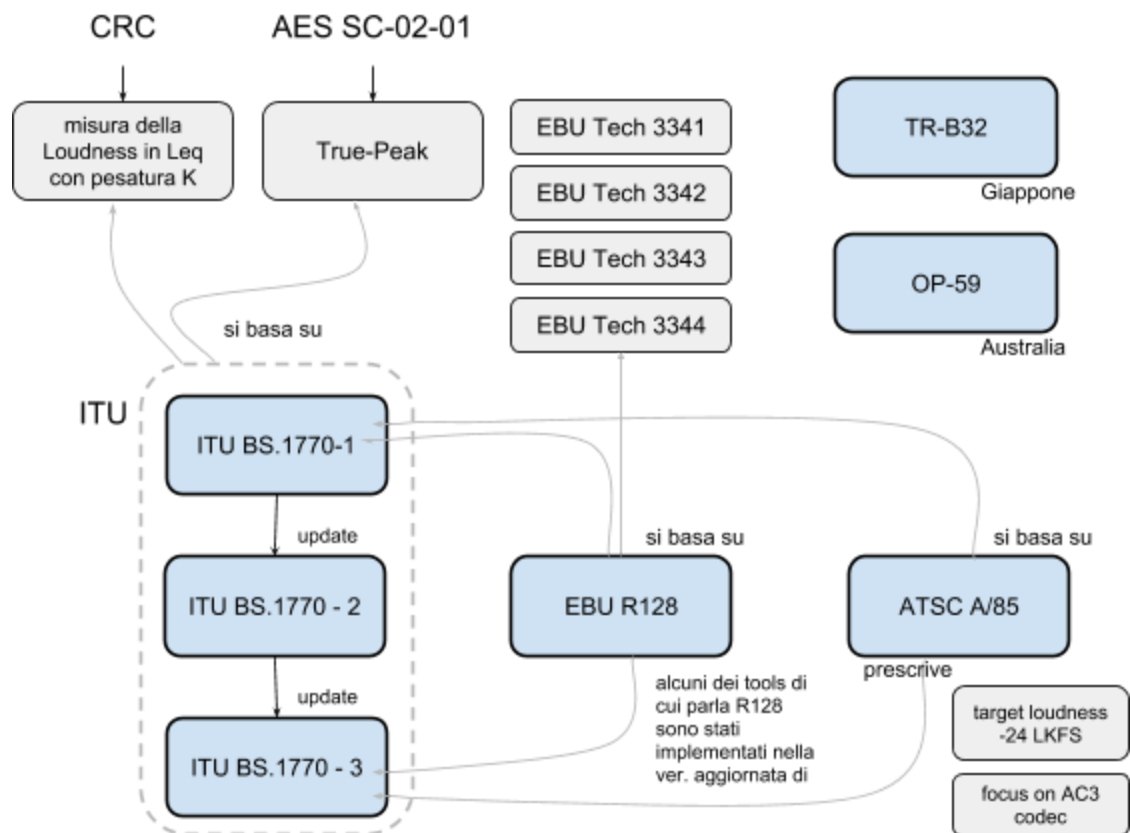 CRC
AES SC-02-01
misura della
Loudness in Leq
con pesatura K
True-Peak
EBU Tech 3341
EBU Tech 3342
EBU Tech 3343
EBU Tech 3344
TR-B32
Giappone
OP-59
Australia
si basa su
ITU
ITU BS.1770-1
update
ITU BS.1770 - 2
update
ITU BS.1770 - 3
si basa su
EBU R128
alcuni dei tools di
cui parla R128
sono stati
implementati nella
ver. aggiornata di
si basa su
ATSC A/85
prescrive
target loudness
-24 LKFS
focus on AC3
codec